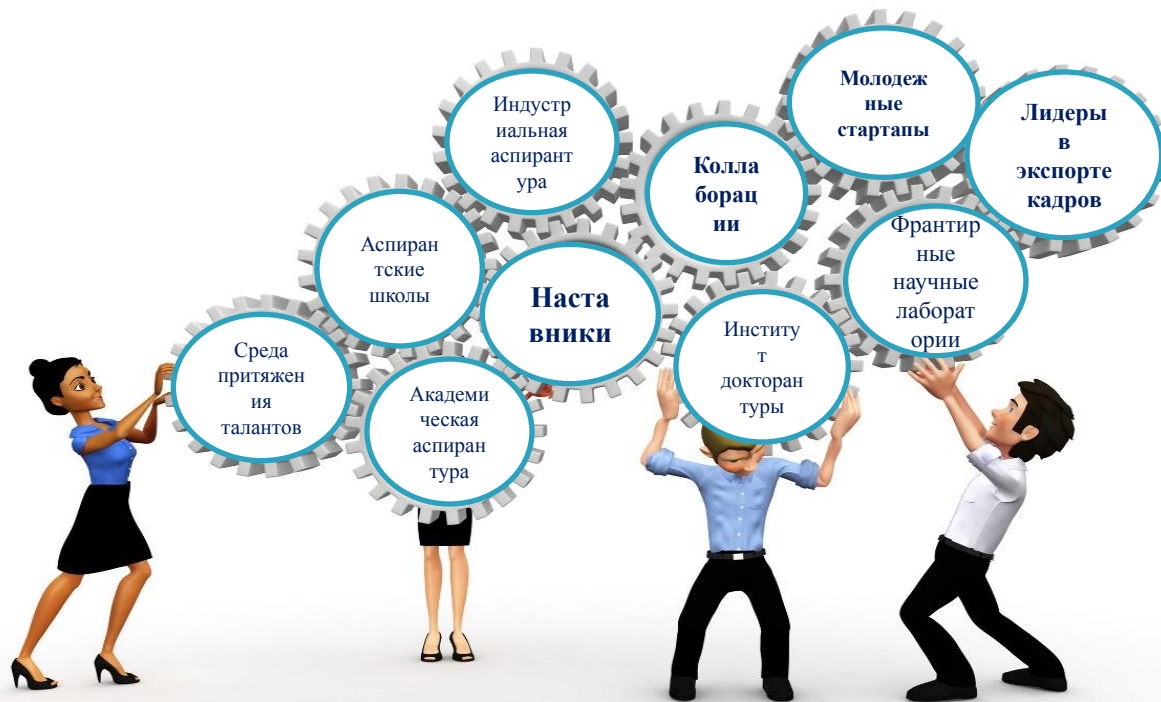 Молодеж
ные
стартапы
Индустр
иальная
аспирант
ура
Лидеры
в
экспорте
кадров
Колла
борац
ии
Франтир
ные
научные
лаборат
ории
Аспиран
тские
школы
Наста
вники
Институ
т
докторан
туры
Среда
притяжен
ия
талантов
Академи
ческая
аспиран
тура